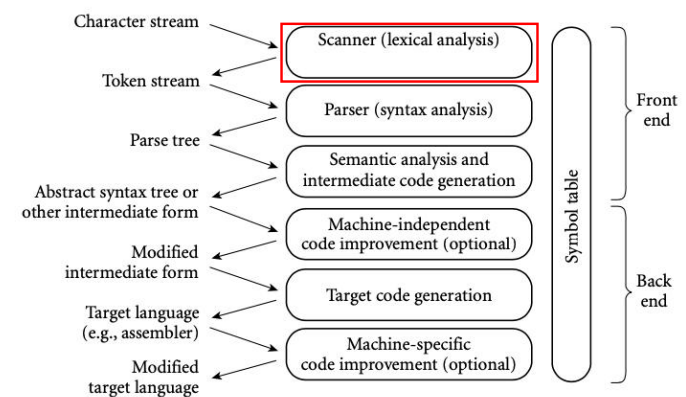 Character stream
Scanner (lexical analysis)
Token stream
Parser (syntax analysis)
Parse tree
Semantic analysis and
intermediate code generation
Abstract syntax tree or
other intermediate form
Machine-independent
code improvement (optional)
Modified
intermediate form
Target code generation
Target language
(e.g., assembler)
Machine-specific
code improvement (optional)
Modified
target language
Symbol table
Front
end
Back
end